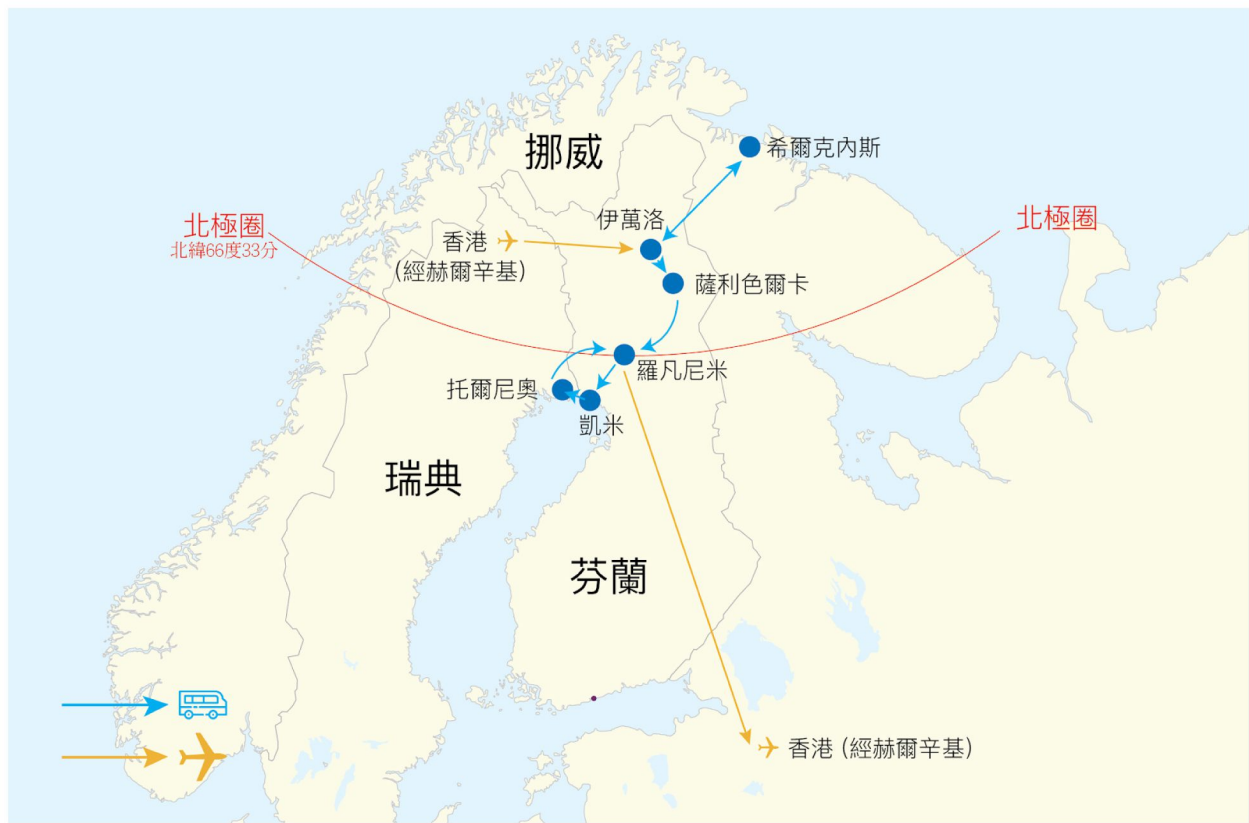 挪威
希爾克內斯
北極圈
北緯66度33分
北極圈
伊萬洛
香港
(經赫爾辛基)
薩利色爾卡
羅凡尼米
托爾尼奧
凱米
瑞典
芬蘭
香港 (經赫爾辛基)